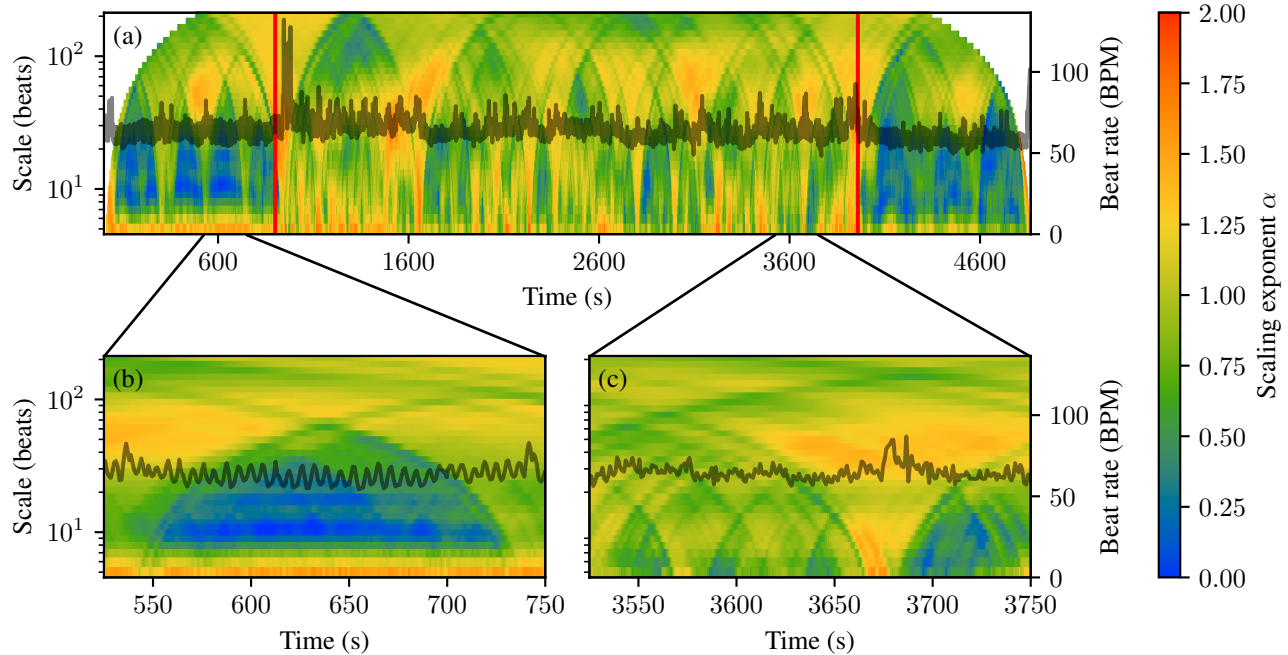 (a)
Scale (beats)
10²
10¹
100
50
0
Beat rate (BPM)
600 1600 2600 3600 4600
Time (s)
(b)
Scale (beats)
10²
10¹
550 600 650 700 750
Time (s)
(c)
100
50
0
Beat rate (BPM)
3550 3600 3650 3700 3750
Time (s)
2.00
1.75
1.50
1.25
1.00
0.75
0.50
0.25
0.00
Scaling exponent α